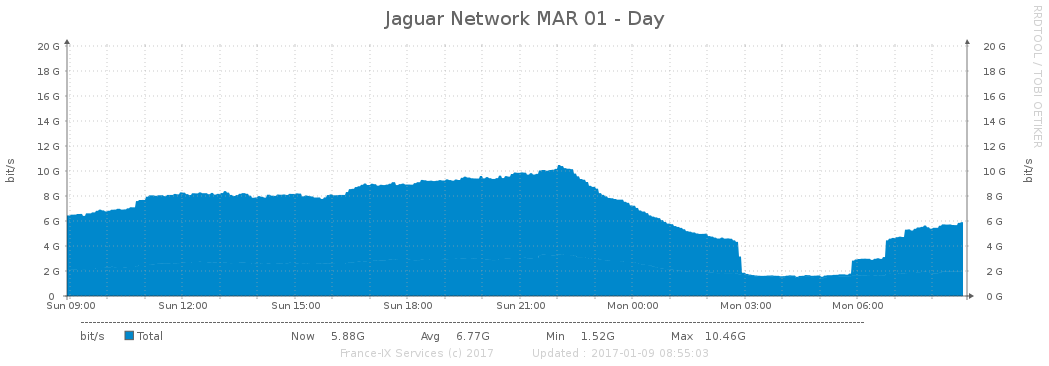 Jaguar Network MAR 01 - Day
RRDTOOL / TOBI OETIKER
bit/s
bit/s
20 G 20 G
18 G 18 G
16 G 16 G
14 G 14 G
12 G 12 G
10 G 10 G
8 G 8 G
6 G 6 G
4 G 4 G
2 G 2 G
0 0 G
Sun 09:00 Sun 12:00 Sun 15:00 Sun 18:00 Sun 21:00 Mon 00:00 Mon 03:00 Mon 06:00
bit/s Total Now 5.88G Avg 6.77G Min 1.52G Max 10.46G
France-IX Services (c) 2017 Updated : 2017-01-09 08:55:03